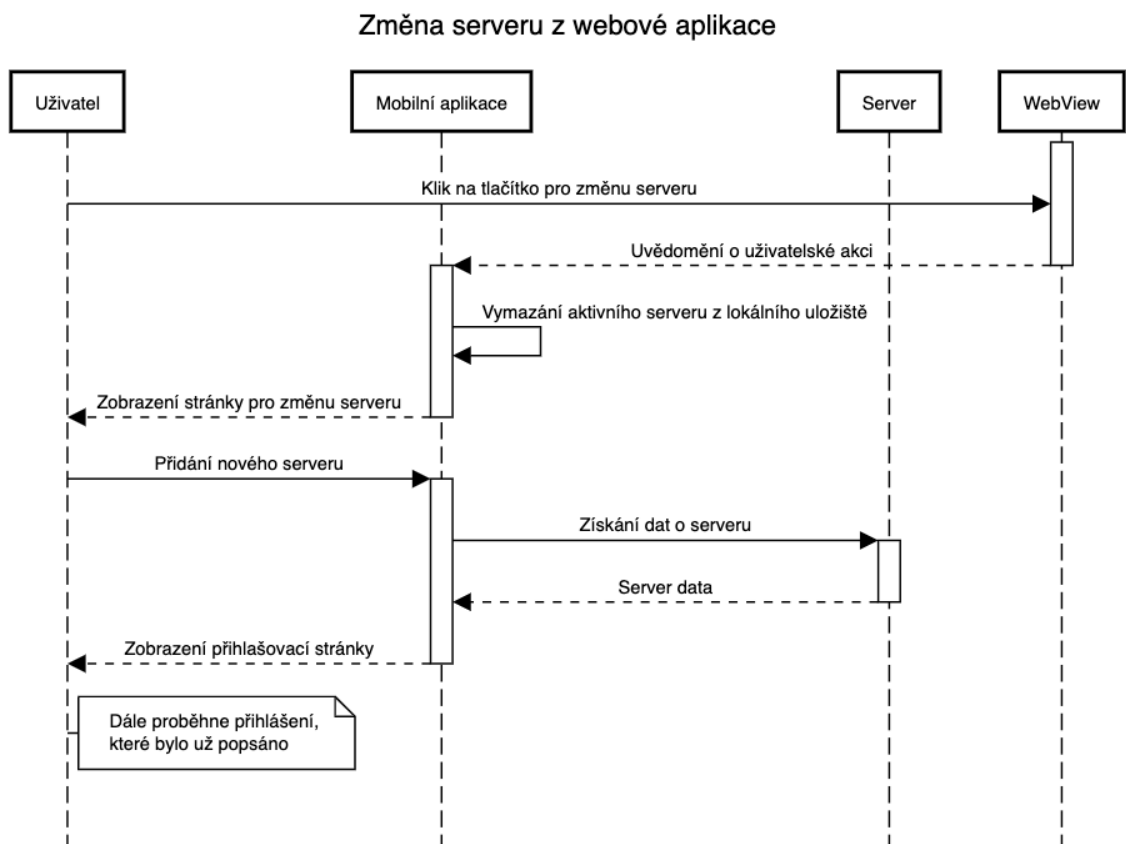 Změna serveru z webové aplikace
Uživatel
Mobilní aplikace
Server
WebView
Klik na tlačítko pro změnu serveru
Uvědomění o uživatelské akci
Vymazání aktivního serveru z lokálního uložiště
Zobrazení stránky pro změnu serveru
Přidání nového serveru
Získání dat o serveru
Server data
Zobrazení přihlašovací stránky
Dále proběhne přihlášení,
které bylo už popsáno